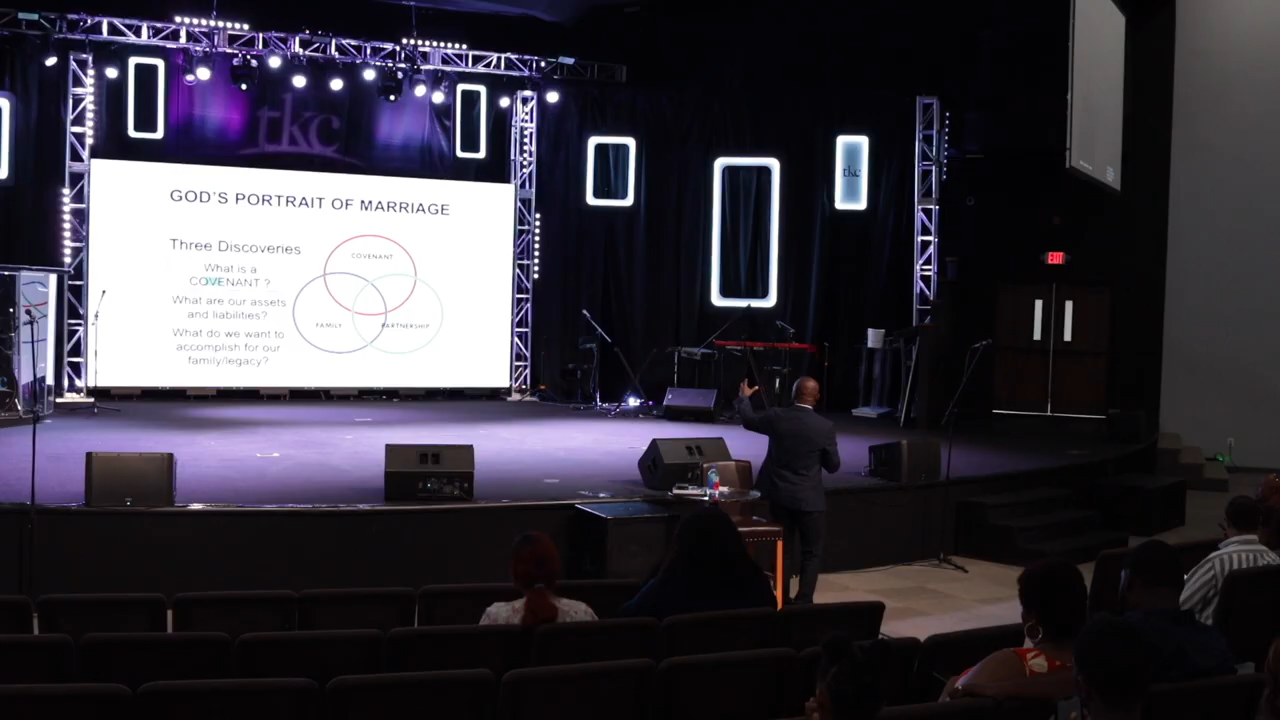 tkc
GOD'S PORTRAIT OF MARRIAGE
Three Discoveries
What is a
COVENANT ?
What are our assets
and liabilities?
What do we want to
accomplish for our
family/legacy?
COVENANT
FAMILY
PARTNERSHIP
tkc
EXIT